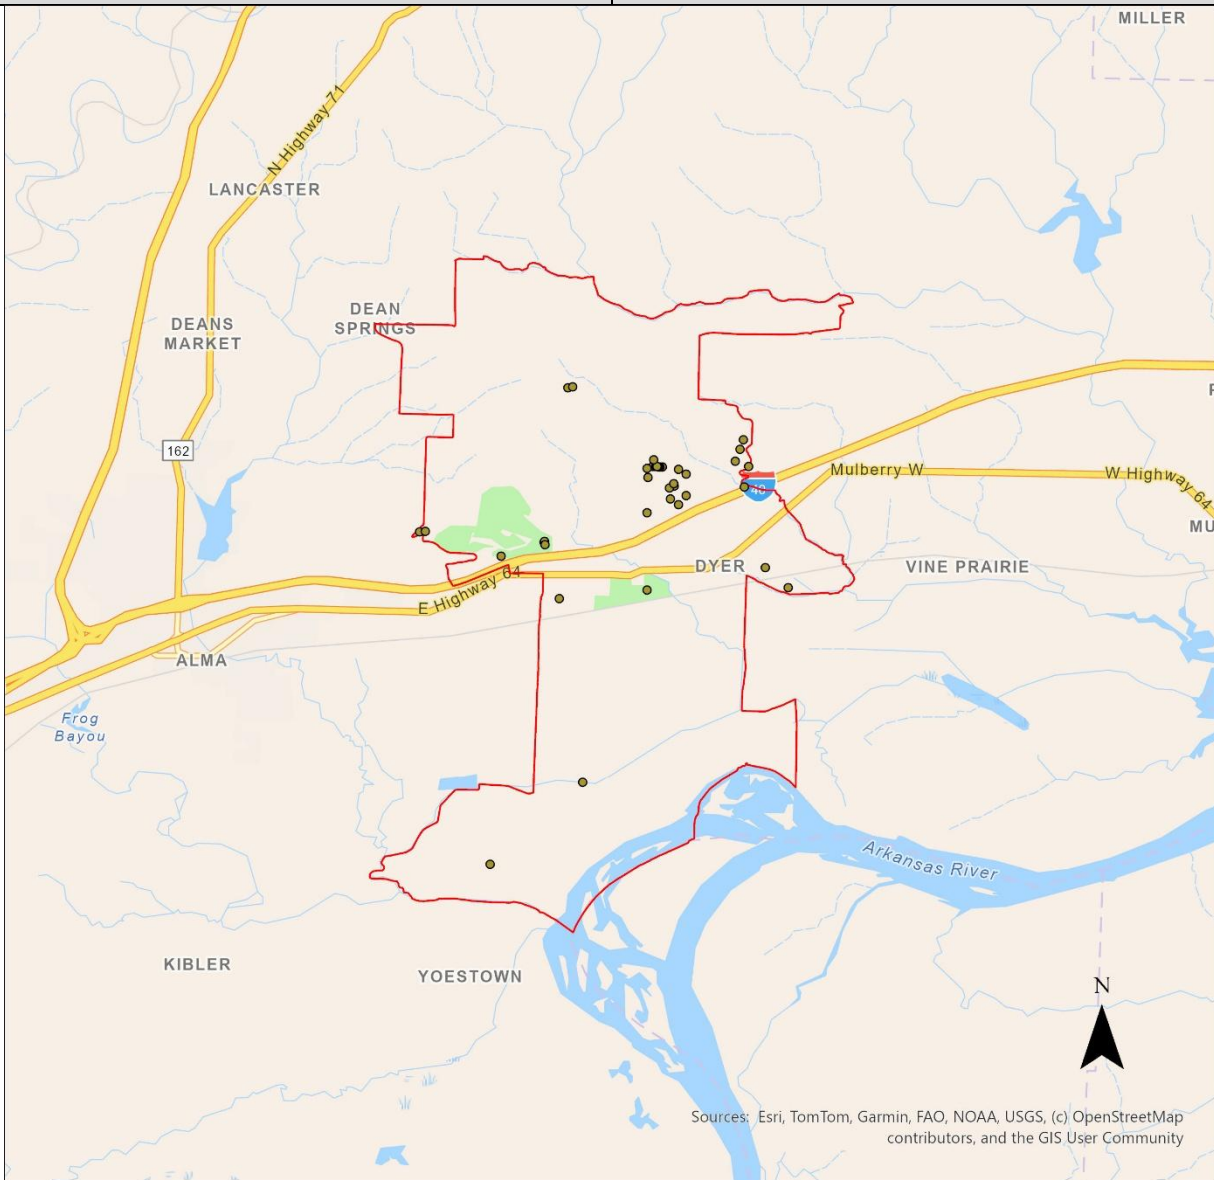 MILLER
N Highway 71
LANCASTER
DEAN
SPRINGS
DEANS
MARKET
162
Mulberry W
W Highway 64
40
MU
DYER
VINE PRAIRIE
E Highway 64
ALMA
Frog
Bayou
Arkansas River
KIBLER
YOESTOWN
N
Sources: Esri, TomTom, Garmin, FAO, NOAA, USGS, (c) OpenStreetMap
contributors, and the GIS User Community